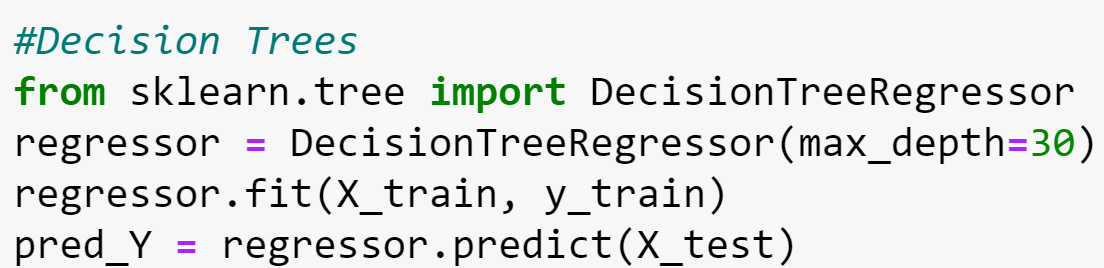 #Decision Trees
from sklearn.tree import DecisionTreeRegressor
regressor = DecisionTreeRegressor(max_depth=30)
regressor.fit(X_train, y_train)
pred_Y = regressor.predict(X_test)